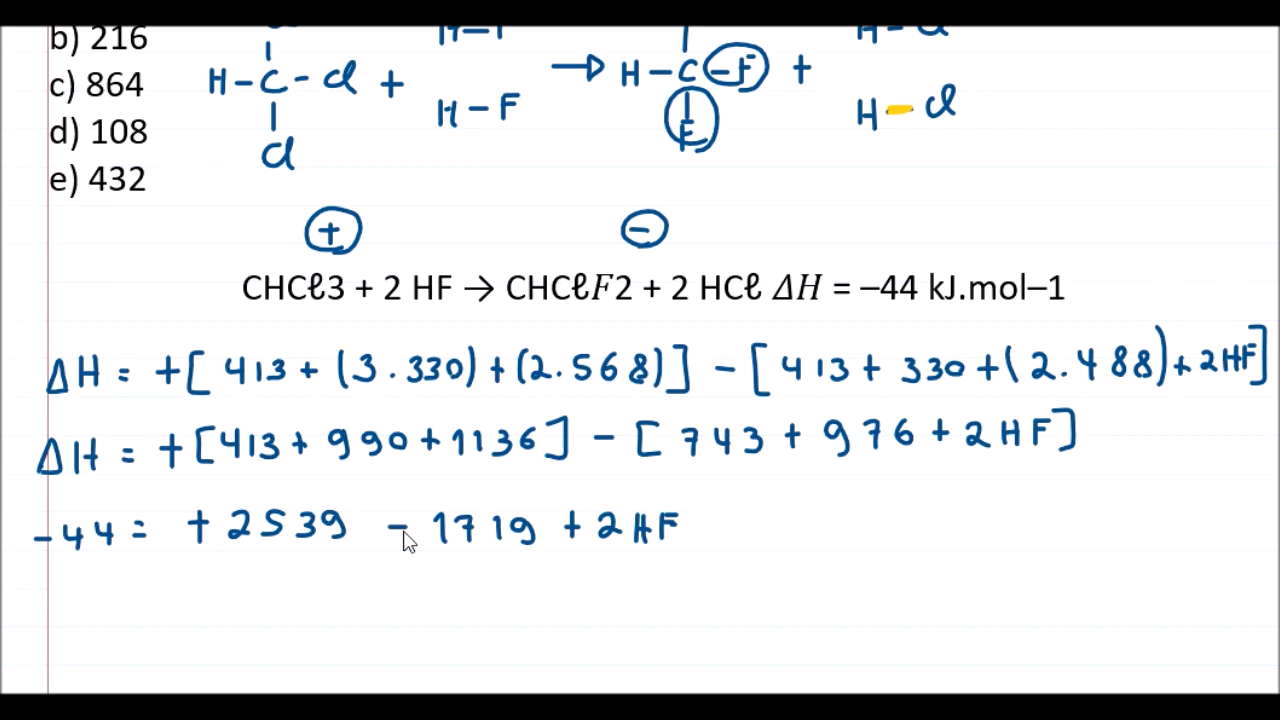 b) 216
c) 864
d) 108
e) 432
H - C - Cl +
H - F
→ H - C - F +
H - Cl
Cl
F
+
-
CHCℓ3 + 2 HF → CHCℓF2 + 2 HCℓ ΔH = –44 kJ.mol–1
ΔH = +[ 413 + (3.330) + (2.568)] - [413 + 330 + (2.488) + 2HF]
ΔH = +[413 + 990 + 1136] - [743 + 976 + 2HF]
-44 = + 2539 - 1719 + 2HF